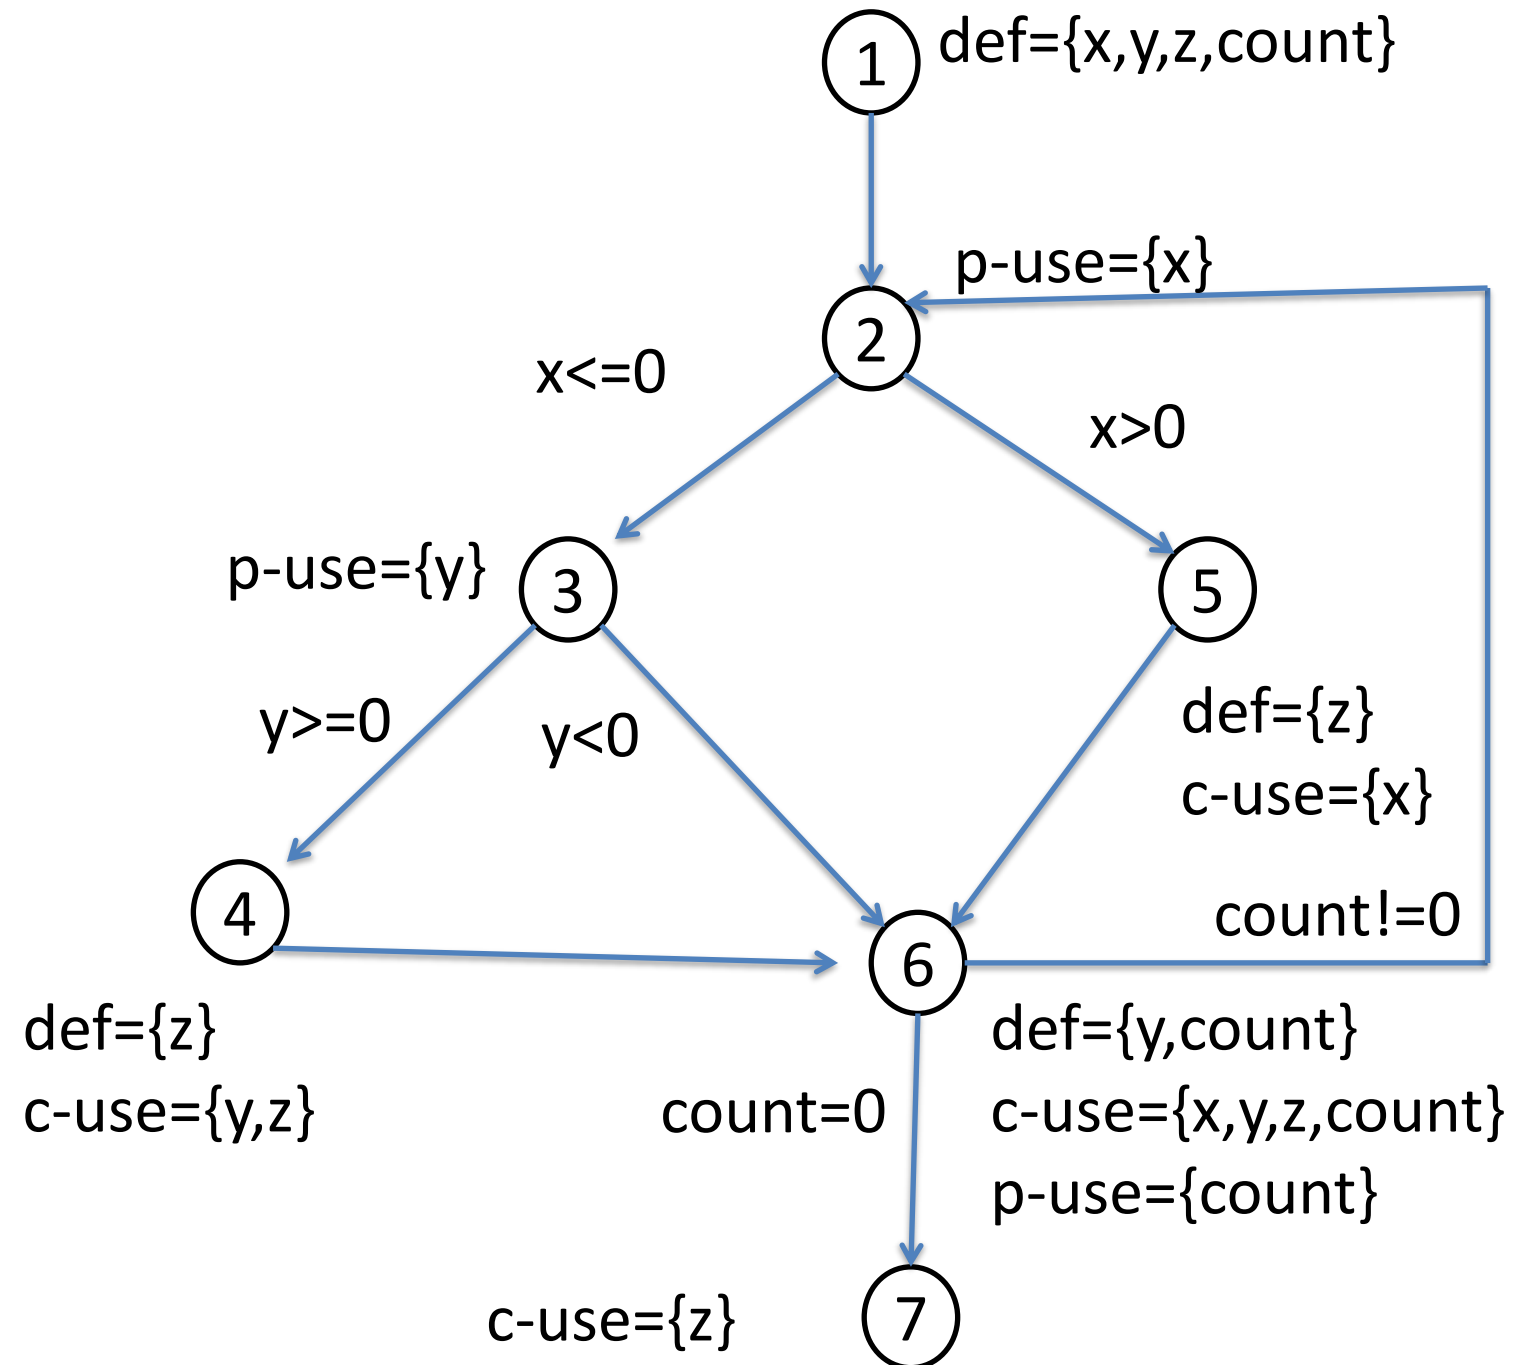 1
def={x,y,z,count}
p-use={x}
2
x<=0
x>0
p-use={y}
3
5
y>=0
y<0
def={z}
c-use={x}
4
count!=0
6
def={z}
c-use={y,z}
def={y,count}
count=0
c-use={x,y,z,count}
p-use={count}
c-use={z}
7